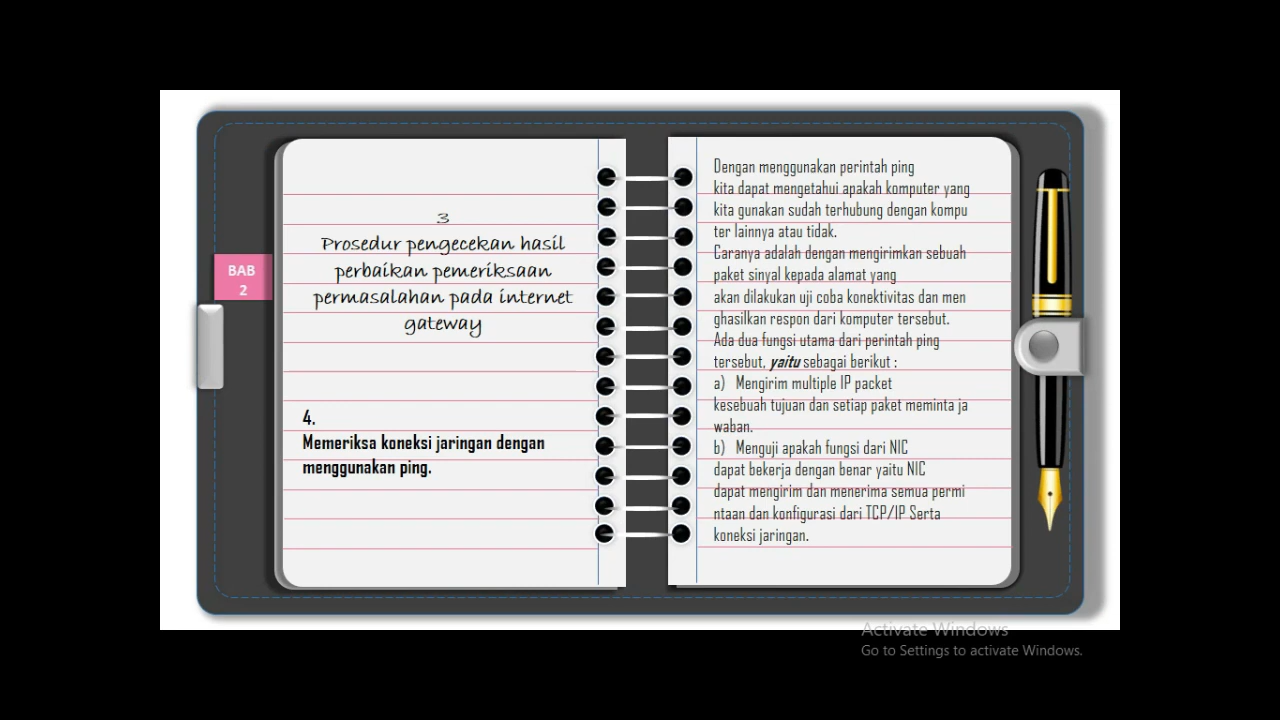 BAB
2
3
Prosedur pengecekan hasil
perbaikan pemeriksaan
permasalahan pada internet
gateway
4.
Memeriksa koneksi jaringan dengan
menggunakan ping.
Dengan menggunakan perintah ping
kita dapat mengetahui apakah komputer yang
kita gunakan sudah terhubung dengan kompu
ter lainnya atau tidak.
Caranya adalah dengan mengirimkan sebuah
paket sinyal kepada alamat yang
akan dilakukan uji coba konektivitas dan men
ghasilkan respon dari komputer tersebut.
Ada dua fungsi utama dari perintah ping
tersebut, yaitu sebagai berikut :
a) Mengirim multiple IP packet
kesebuah tujuan dan setiap paket meminta ja
waban.
b) Menguji apakah fungsi dari NIC
dapat bekerja dengan benar yaitu NIC
dapat mengirim dan menerima semua permi
ntaan dan konfigurasi dari TCP/IP Serta
koneksi jaringan.
Activate Windows
Go to Settings to activate Windows.